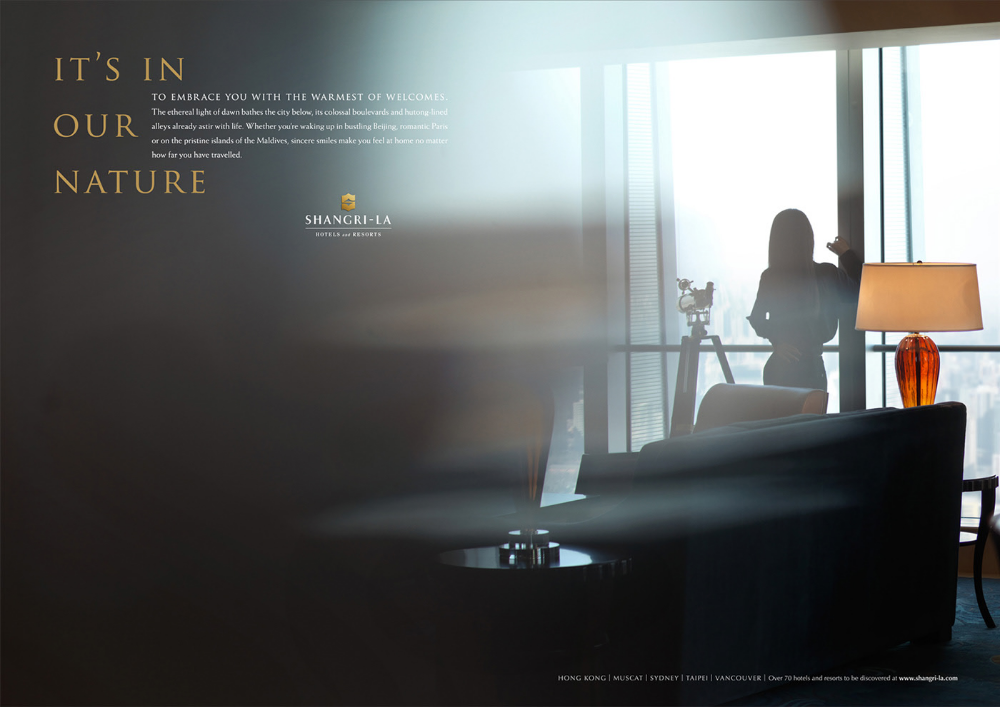 IT'S IN
OUR
NATURE
TO EMBRACE YOU WITH THE WARMEST OF WELCOMES.
The ethereal light of dawn bathes the city below, its colossal boulevards and hutong-lined
alleys already astir with life. Whether you're waking up in bustling Beijing, romantic Paris
or on the pristine islands of the Maldives, sincere smiles make you feel at home no matter
how far you have travelled.
SHANGRI-LA
HOTELS and RESORTS
HONG KONG | MUSCAT | SYDNEY | TAIPEI | VANCOUVER | Over 70 hotels and resorts to be discovered at www.shangri-la.com